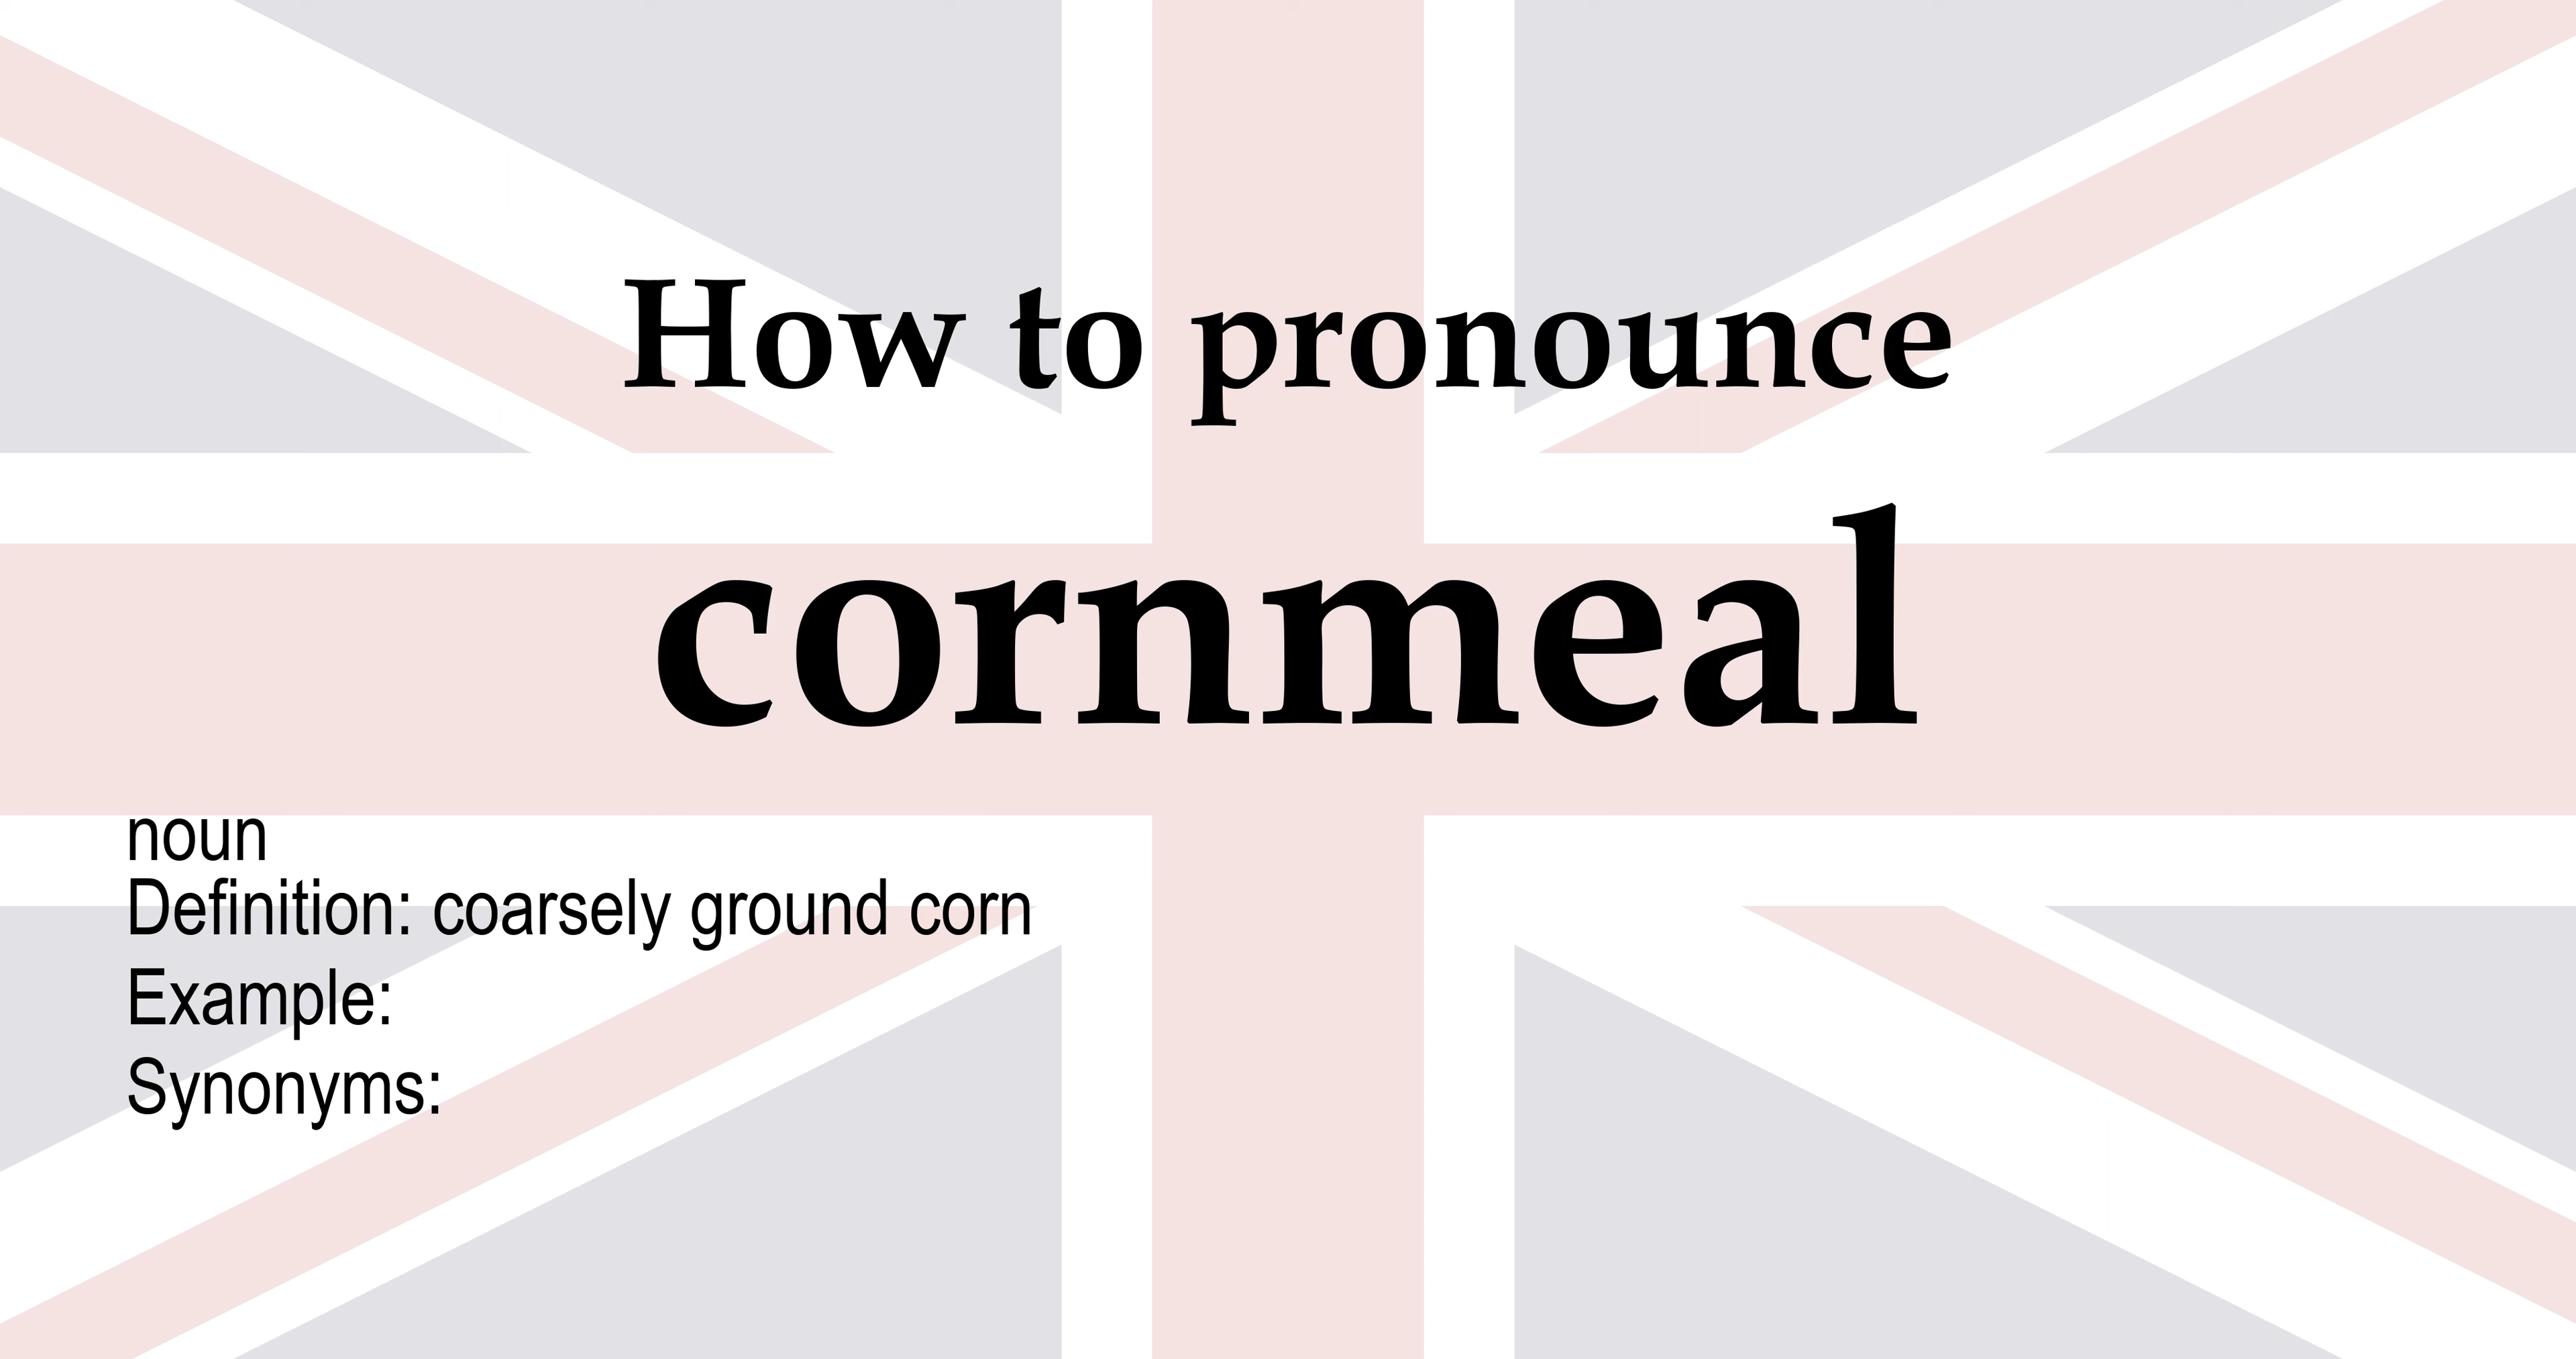 How to pronounce
cornmeal
noun
Definition: coarsely ground corn
Example:
Synonyms: